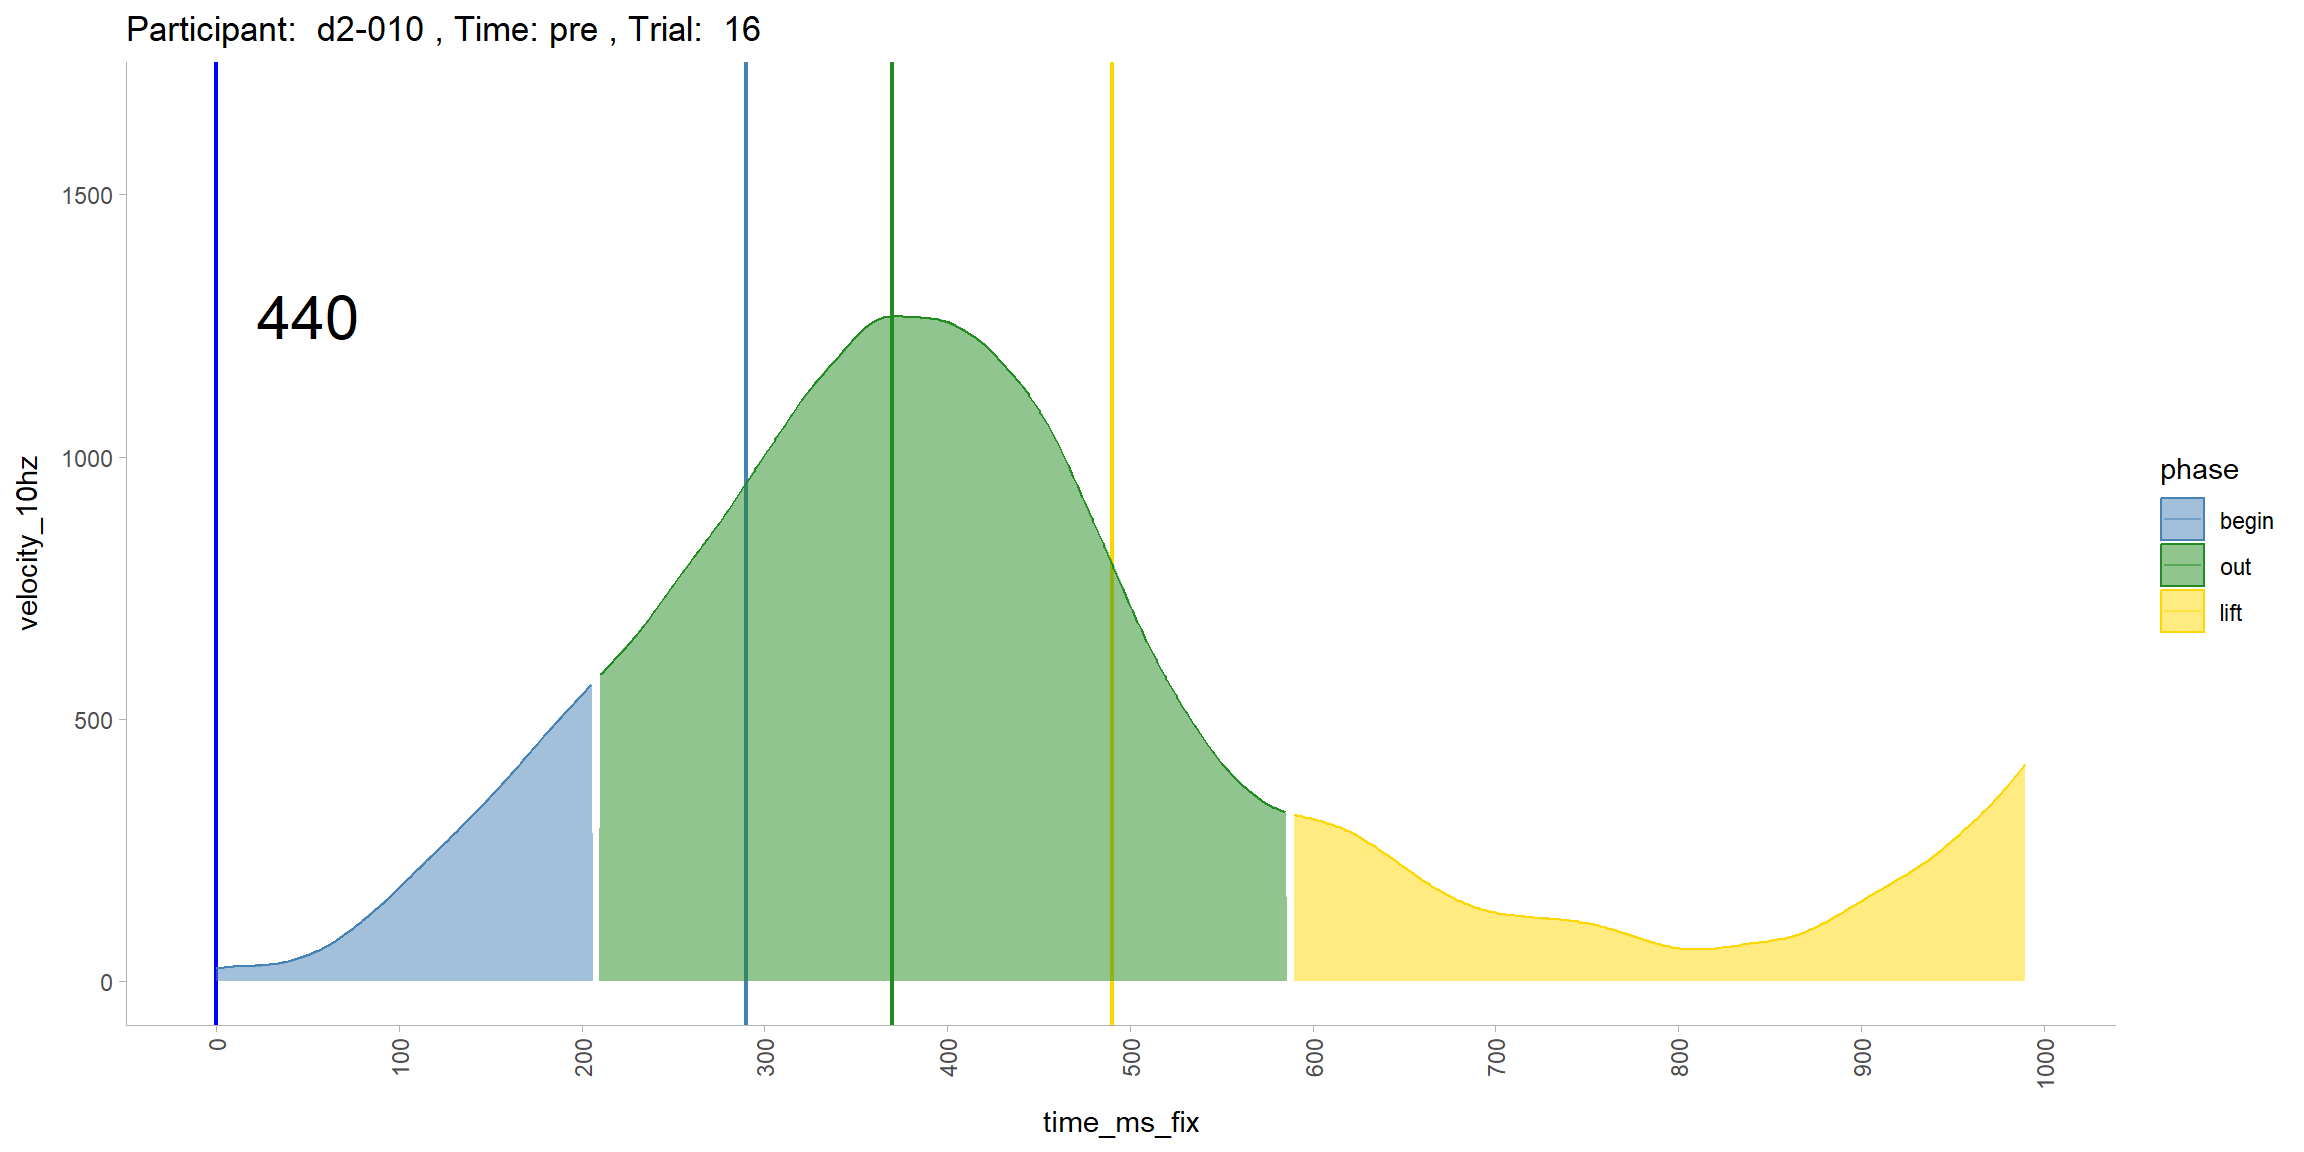 Participant:  d2-010 , Time: pre , Trial:  16
440
velocity_10hz
1500
1000
500
0
0
100
200
300
400
500
600
700
800
900
1000
time_ms_fix
phase
begin
out
lift